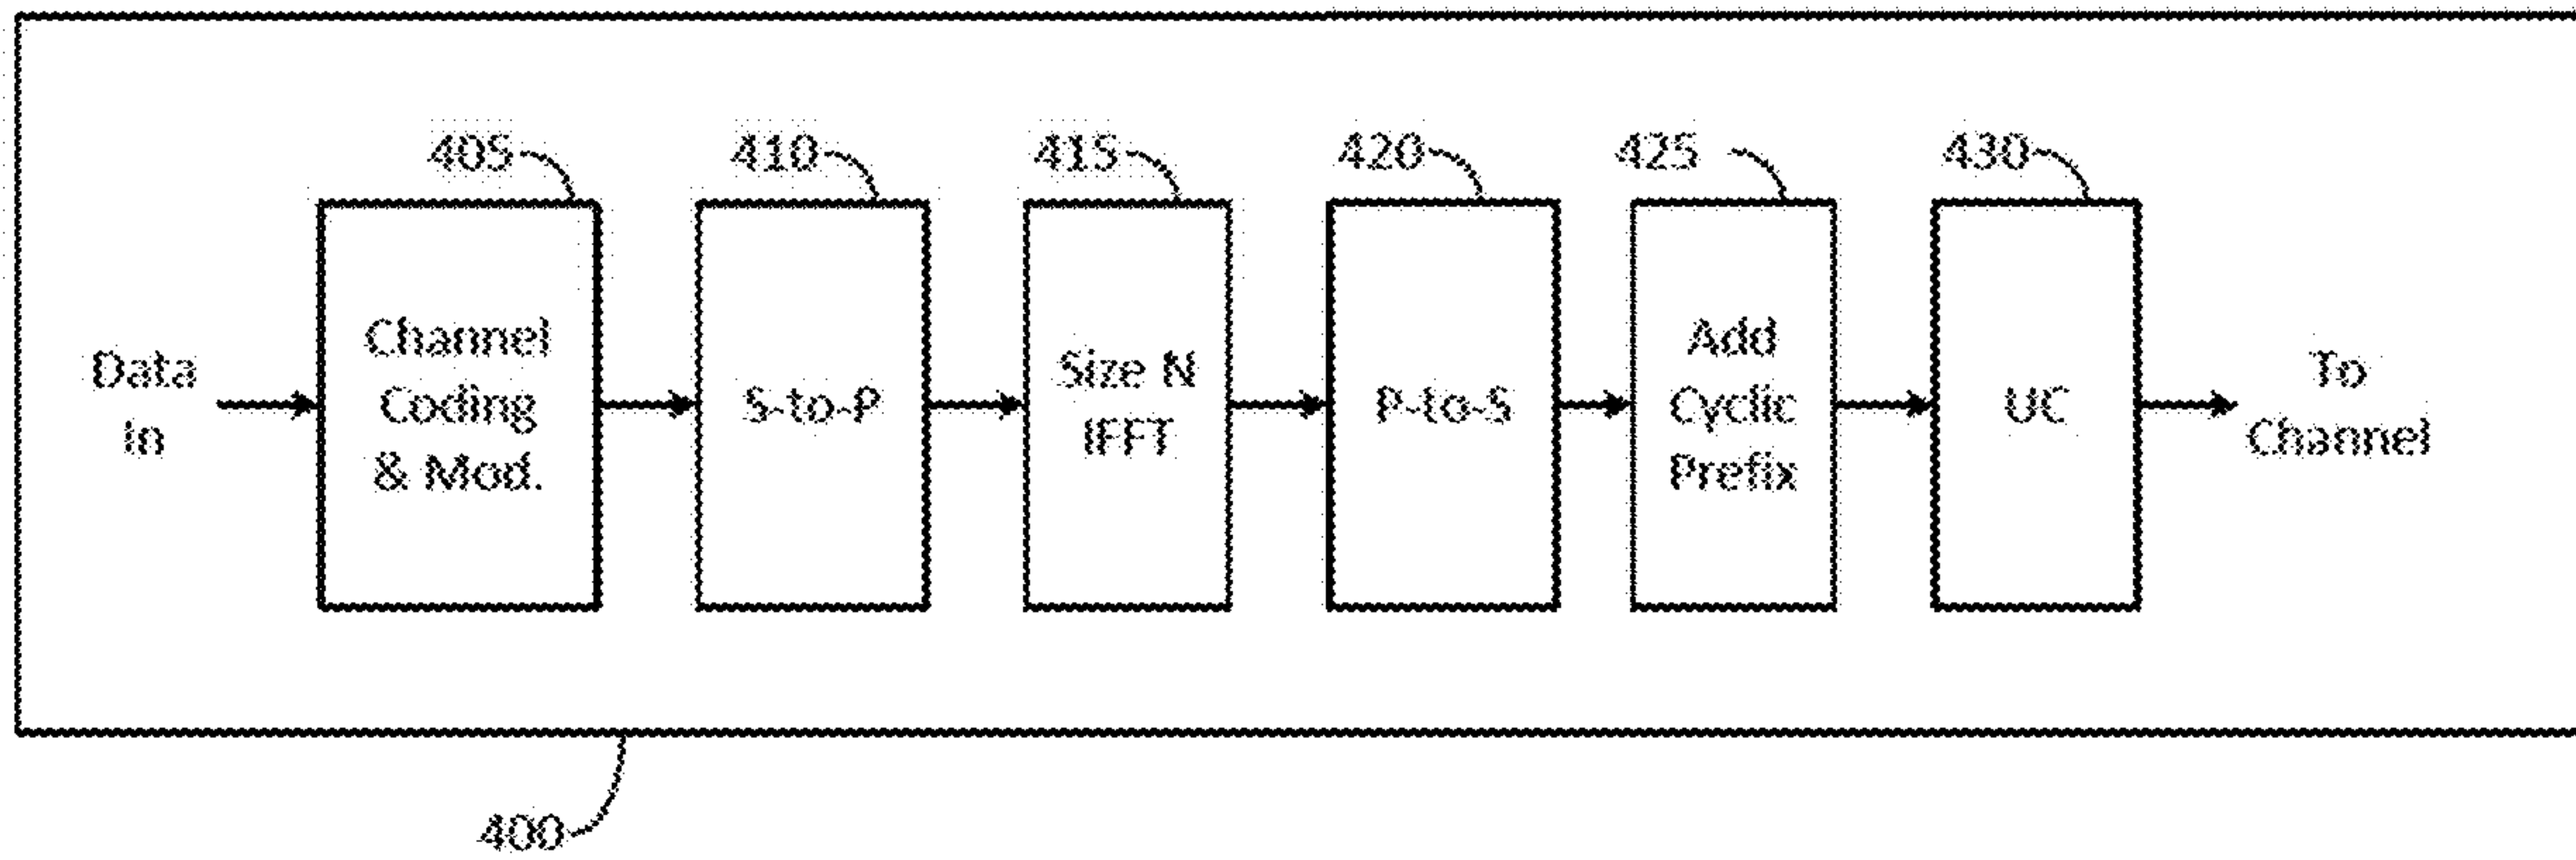 405
410
415
420
425
430
Data
In
Channel
Coding
& Mod.
S-to-P
Size N
IFFT
P-to-S
Add
Cyclic
Prefix
UC
To
Channel
400